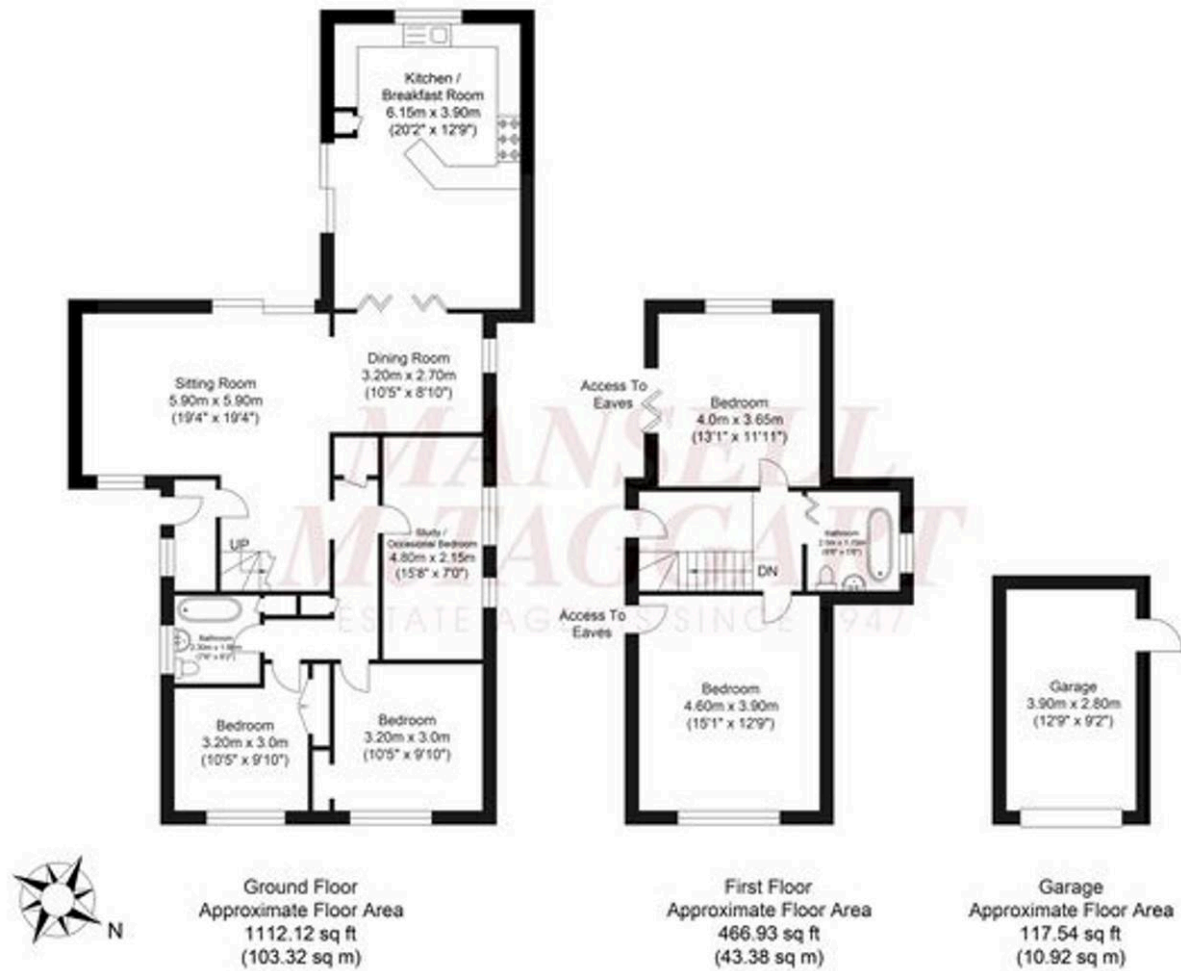 Kitchen /
Breakfast Room
6.15m x 3.90m
(20'2" x 12'9")
Sitting Room
5.90m x 5.90m
(19'4" x 19'4")
Dining Room
3.20m x 2.70m
(10'5" x 8'10")
UP
Study /
Occasional Bedroom
4.80m x 2.15m
(15'8" x 7'0")
Bathroom
Bedroom
3.20m x 3.0m
(10'5" x 9'10")
Bedroom
3.20m x 3.0m
(10'5" x 9'10")
Access To
Eaves
Bedroom
4.0m x 3.65m
(13'1" x 11'11")
Bathroom
DN
Access To
Eaves
Bedroom
4.60m x 3.90m
(15'1" x 12'9")
Garage
3.90m x 2.80m
(12'9" x 9'2")
MANSELL
McTAGGART
ESTATE AGENTS SINCE 1947
N
Ground Floor
Approximate Floor Area
1112.12 sq ft
(103.32 sq m)
First Floor
Approximate Floor Area
466.93 sq ft
(43.38 sq m)
Garage
Approximate Floor Area
117.54 sq ft
(10.92 sq m)